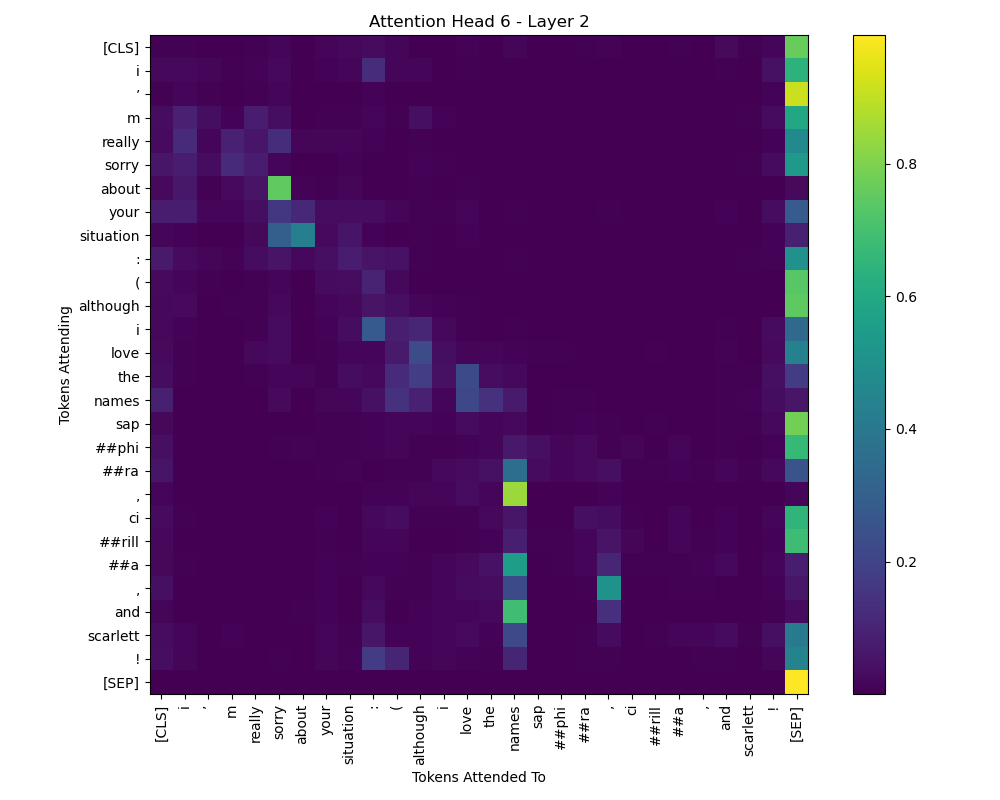 Attention Head 6 - Layer 2
[CLS]
i
'
m
really
sorry
about
your
situation
:
(
although
i
love
the
names
sap
##phi
##ra
,
ci
##rill
##a
,
and
scarlett
!
[SEP]
Tokens Attending
[CLS] i ' m really sorry about your situation : ( although i love the names sap ##phi ##ra , ci ##rill ##a , and scarlett ! [SEP]
Tokens Attended To
0.8
0.6
0.4
0.2